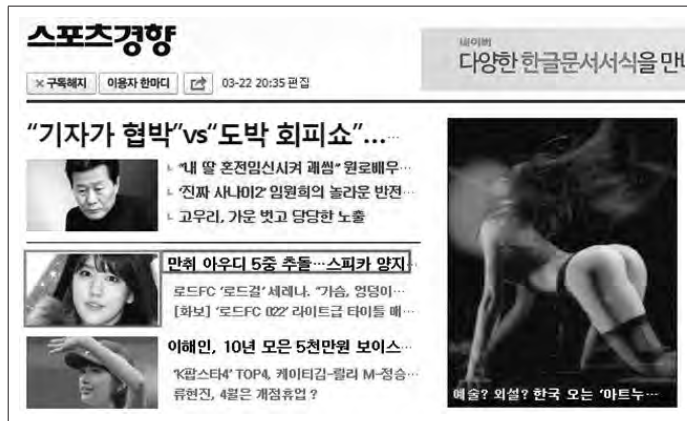 스포츠경향
네이버
다양한 한글문서서식을 만나
× 구독해지
이용자 한마디
03-22 20:35 편집
“기자가 협박”vs“도박 회피쇼”…···
ㄴ “내 딸 혼전임신시켜 괘씸” 원로배우···
ㄴ ‘진짜 사나이2’ 임원희의 놀라운 반전···
ㄴ 고우리, 가운 벗고 당당한 노출
만취 아우디 5중 추돌…스피카 양지···
로드FC ‘로드걸’ 세레나, “가슴, 엉덩이···
[화보] ‘로드FC 022’ 라이트급 타이틀 매···
이해인, 10년 모은 5천만원 보이스···
‘K팝스타4’ TOP4, 케이티김-릴리 M-정승···
류현진, 4월은 개점휴업 ?
예술? 외설? 한국 오는 ‘아트누···